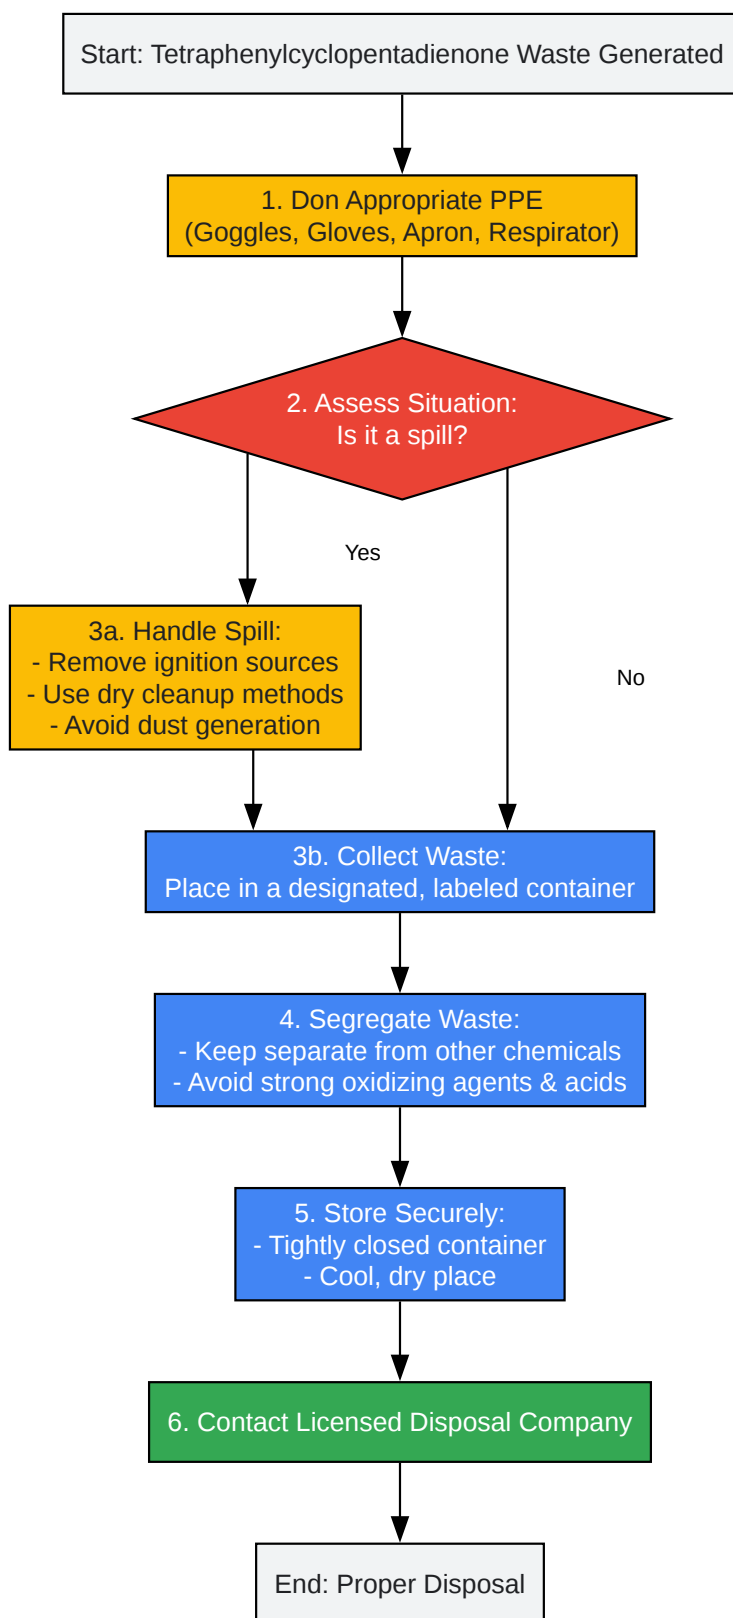 Start: Tetraphenylcyclopentadienone Waste Generated
1. Don Appropriate PPE
(Goggles, Gloves, Apron, Respirator)
2. Assess Situation:
Is it a spill?
Yes
3a. Handle Spill:
- Remove ignition sources
- Use dry cleanup methods
- Avoid dust generation
No
3b. Collect Waste:
Place in a designated, labeled container
4. Segregate Waste:
- Keep separate from other chemicals
- Avoid strong oxidizing agents & acids
5. Store Securely:
- Tightly closed container
- Cool, dry place
6. Contact Licensed Disposal Company
End: Proper Disposal